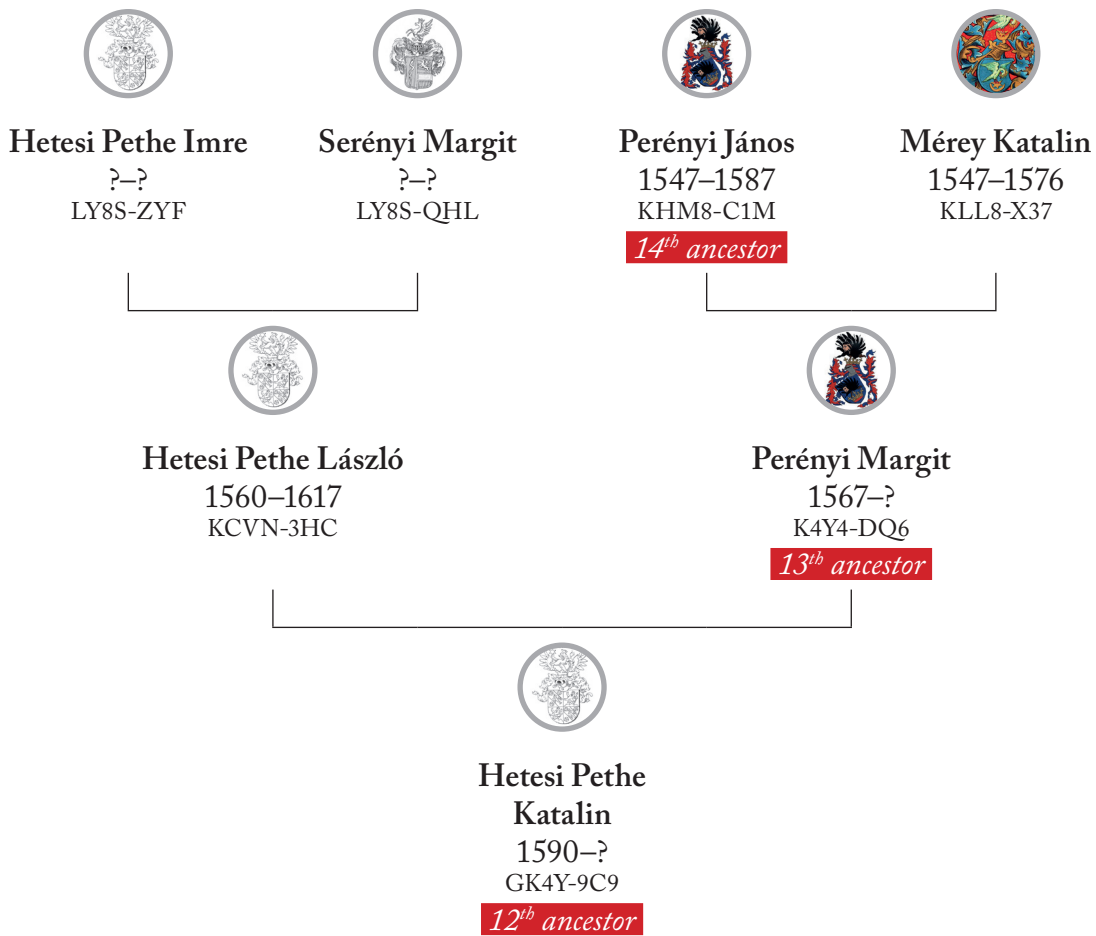 Hetesi Pethe Imre
?–?
LY8S-ZYF
Serényi Margit
?–?
LY8S-QHL
Perényi János
1547–1587
KHM8-C1M
14th ancestor
Mérey Katalin
1547–1576
KLL8-X37
Hetesi Pethe László
1560–1617
KCVN-3HC
Perényi Margit
1567–?
K4Y4-DQ6
13th ancestor
Hetesi Pethe
Katalin
1590–?
GK4Y-9C9
12th ancestor